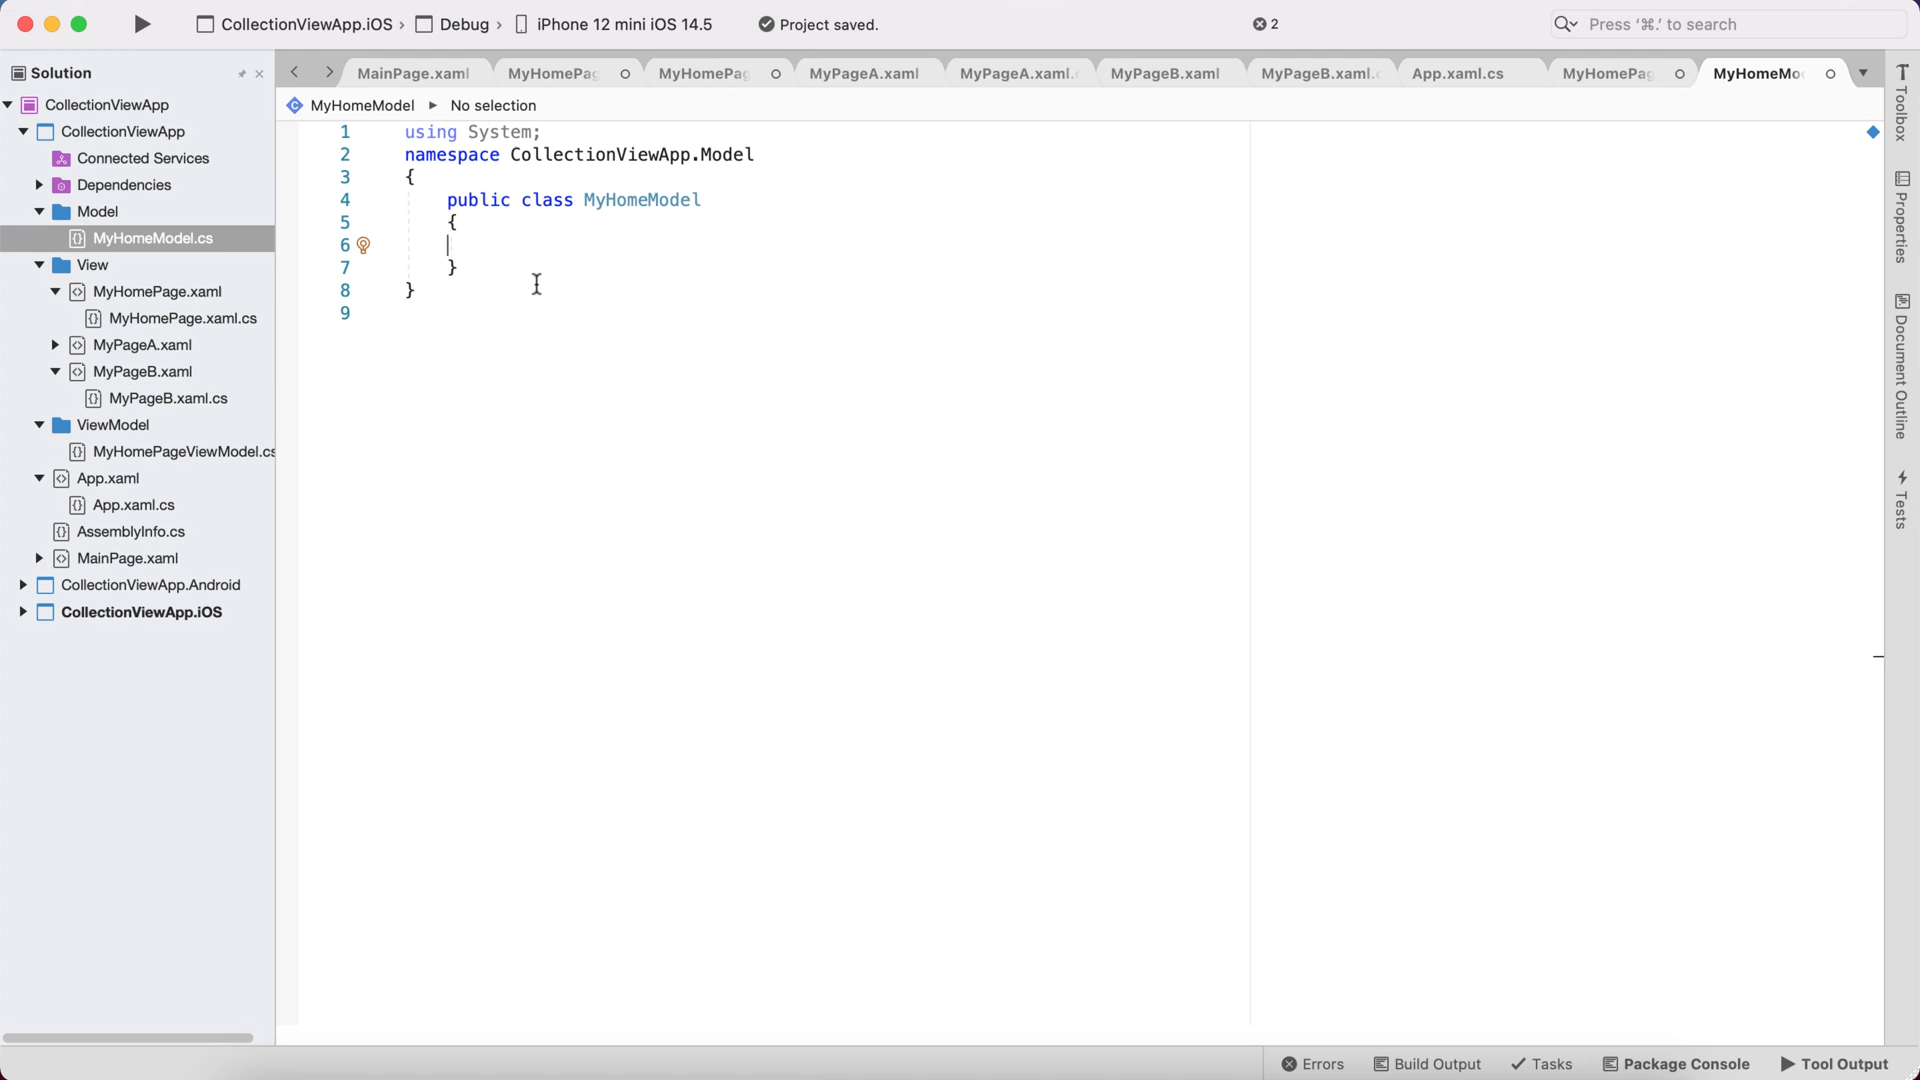 CollectionViewApp.iOS › Debug › iPhone 12 mini iOS 14.5
Project saved.
2
Press ‘⌘.’ to search
Solution
MainPage.xaml
MyHomePag
MyHomePag
MyPageA.xaml
MyPageA.xaml.
MyPageB.xaml
MyPageB.xaml.
App.xaml.cs
MyHomePag
MyHomeMo
MyHomeModel ▸ No selection
CollectionViewApp
CollectionViewApp
Connected Services
Dependencies
Model
MyHomeModel.cs
View
MyHomePage.xaml
MyHomePage.xaml.cs
MyPageA.xaml
MyPageB.xaml
MyPageB.xaml.cs
ViewModel
MyHomePageViewModel.cs
App.xaml
App.xaml.cs
AssemblyInfo.cs
MainPage.xaml
CollectionViewApp.Android
CollectionViewApp.iOS
1 using System;
2 namespace CollectionViewApp.Model
3 {
4 public class MyHomeModel
5 {
6
7 }
8 }
9
Toolbox
Properties
Document Outline
Tests
Errors
Build Output
Tasks
Package Console
Tool Output